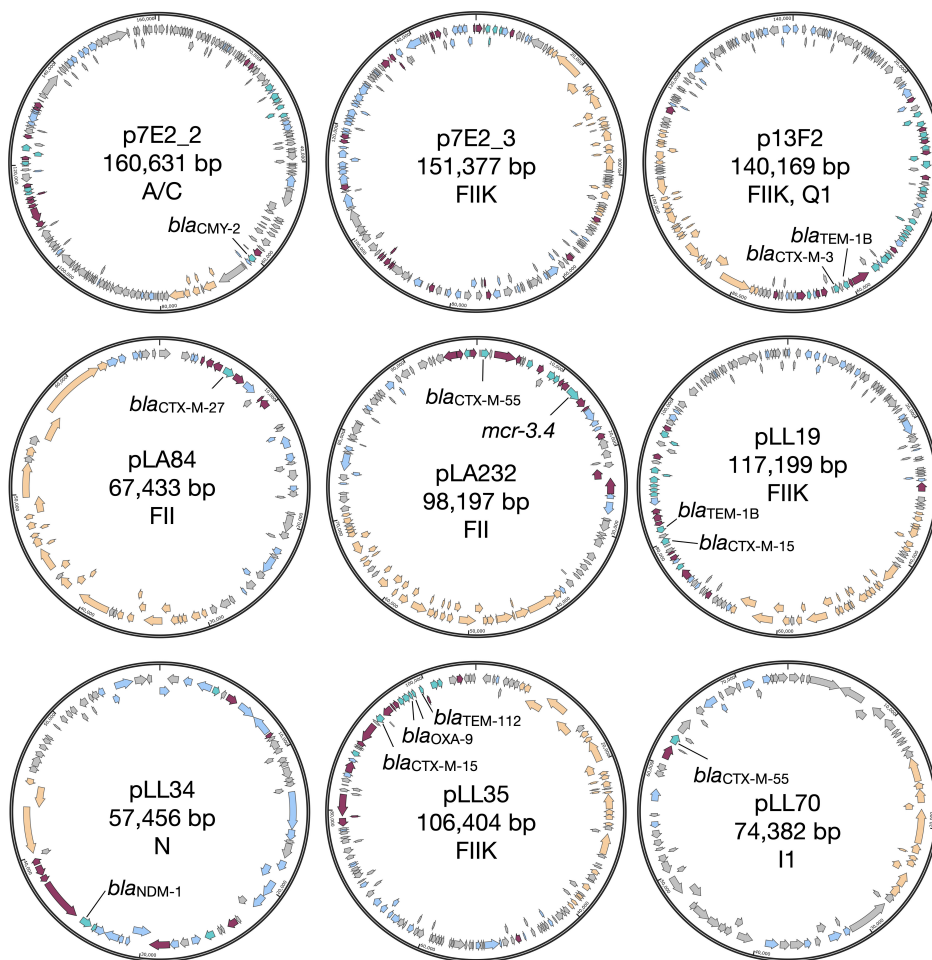 p7E2_2
160,631 bp
A/C
blaCMY-2
p7E2_3
151,377 bp
FIIK
p13F2
140,169 bp
FIIK, Q1
blaTEM-1B
blaCTX-M-3
blaCTX-M-27
pLA84
67,433 bp
FII
blaCTX-M-55
mcr-3.4
pLA232
98,197 bp
FII
pLL19
117,199 bp
FIIK
blaTEM-1B
blaCTX-M-15
pLL34
57,456 bp
N
blaNDM-1
blaTEM-112
blaOXA-9
blaCTX-M-15
pLL35
106,404 bp
FIIK
blaCTX-M-55
pLL70
74,382 bp
I1